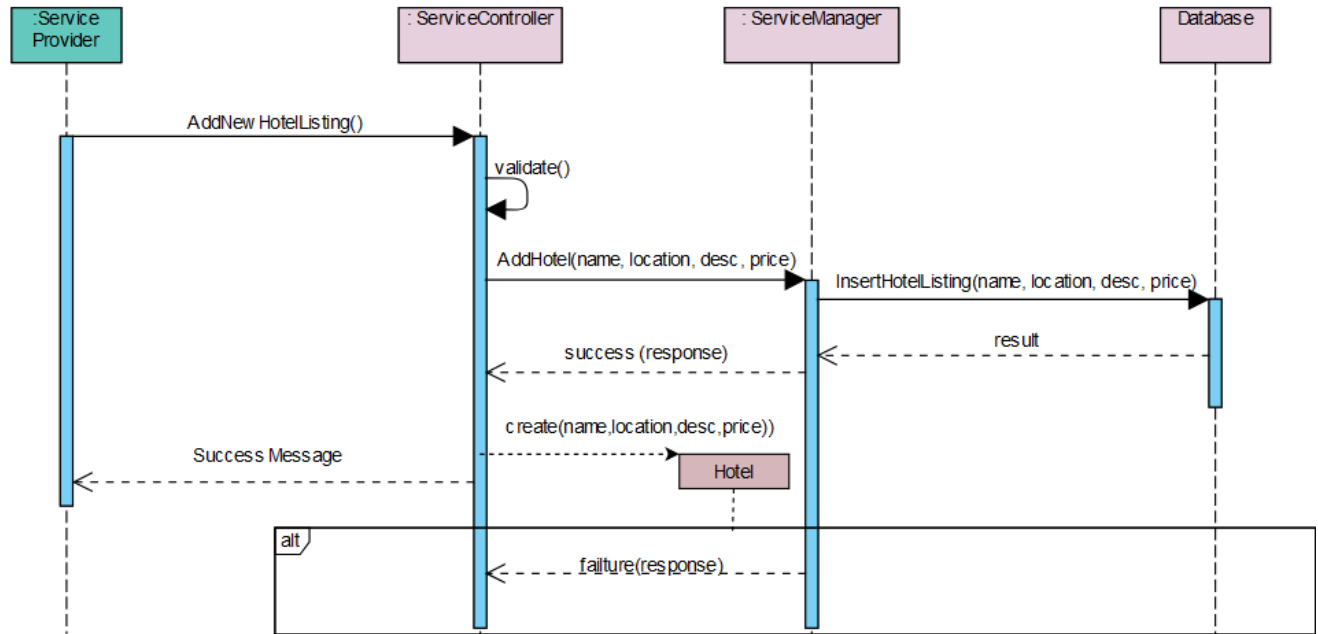 :Service
Provider
: ServiceController
: ServiceManager
Database
AddNew HotelListing()
validate()
AddHotel(name, location, desc, price)
InsertHotelListing(name, location, desc, price)
result
success (response)
create(name,location,desc,price))
Success Message
Hotel
alt
failture(response)